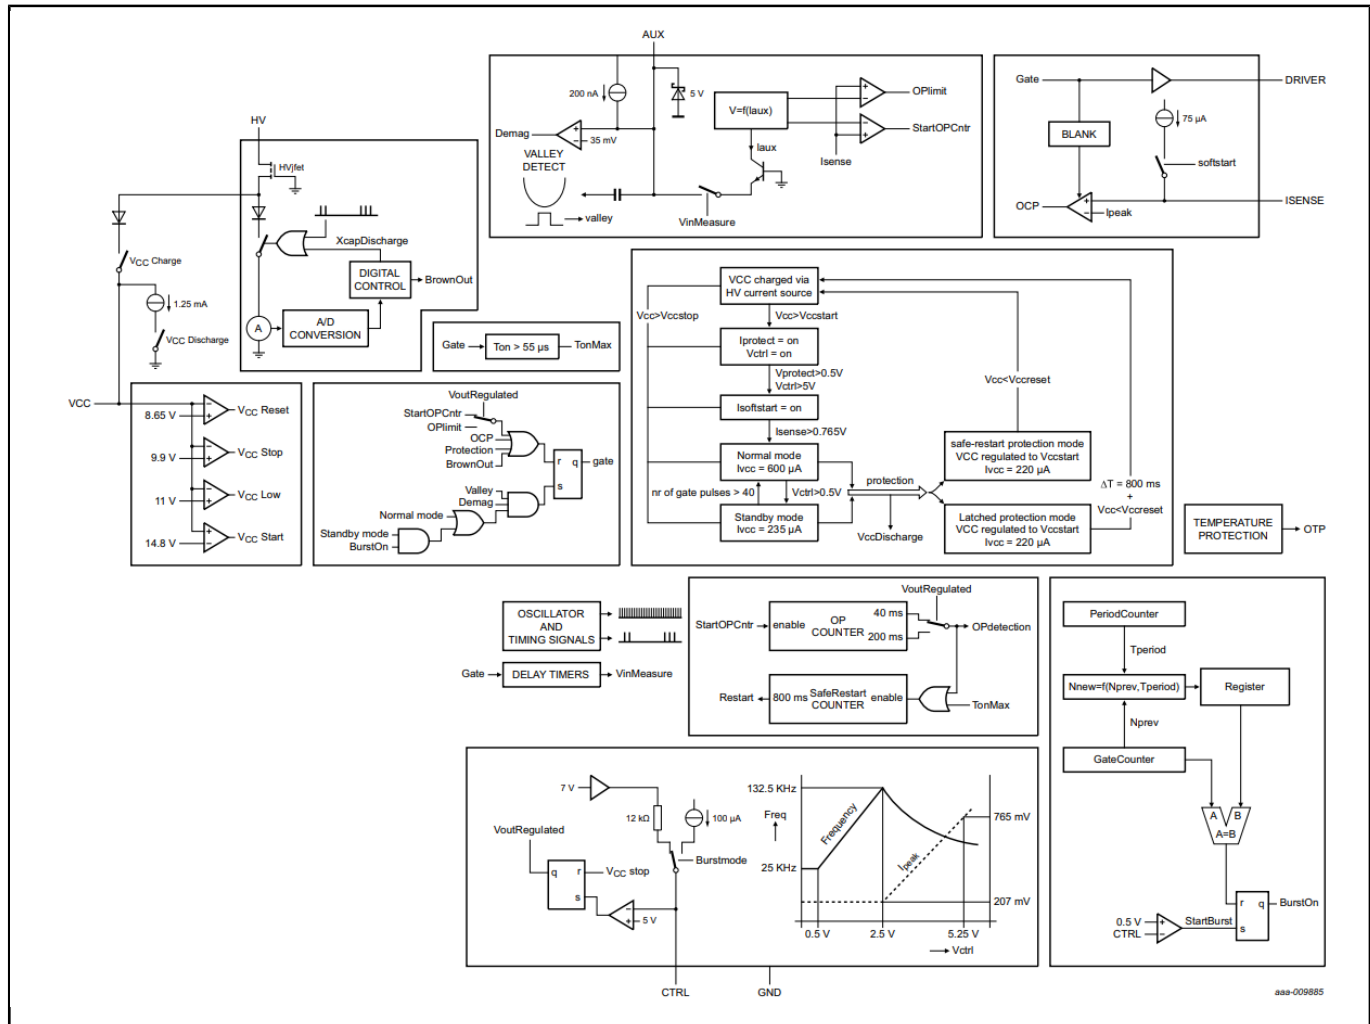 AUX
200 nA
5 V
Demag
+
−
35 mV
VALLEY
DETECT
valley
V=f(Iaux)
Iaux
VinMeasure
+
−
OPlimit
−
+
StartOPCntr
Isense
Gate
DRIVER
BLANK
75 µA
softstart
OCP
+
−
Ipeak
ISENSE
HV
HVjfet
XcapDischarge
DIGITAL
CONTROL
BrownOut
A
A/D
CONVERSION
VCC Charge
1.25 mA
VCC Discharge
Gate
Ton > 55 µs
TonMax
VCC
−
+
8.65 V
VCC Reset
−
+
9.9 V
VCC Stop
−
+
11 V
VCC Low
+
−
14.8 V
VCC Start
VoutRegulated
StartOPCntr
OPlimit
OCP
Protection
BrownOut
r
q
gate
s
Valley
Demag
Normal mode
Standby mode
BurstOn
VCC charged via
HV current source
Vcc>Vccstop
Vcc>Vccstart
Iprotect = on
Vctrl = on
Vprotect>0.5V
Vctrl>5V
Isoftstart = on
Isense>0.765V
Normal mode
Ivcc = 600 µA
nr of gate pulses > 40
Vctrl>0.5V
Standby mode
Ivcc = 235 µA
protection
VccDischarge
Vcc<Vccreset
safe-restart protection mode
VCC regulated to Vccstart
Ivcc = 220 µA
ΔT = 800 ms
+
Vcc<Vccreset
Latched protection mode
VCC regulated to Vccstart
Ivcc = 220 µA
TEMPERATURE
PROTECTION
OTP
OSCILLATOR
AND
TIMING SIGNALS
Gate
DELAY TIMERS
VinMeasure
VoutRegulated
StartOPCntr
enable
OP
COUNTER
40 ms
200 ms
OPdetection
Restart
800 ms
SafeRestart
COUNTER
enable
TonMax
PeriodCounter
Tperiod
Nnew=f(Nprev,Tperiod)
Register
Nprev
GateCounter
A
B
A=B
r
q
BurstOn
s
0.5 V
CTRL
+
−
StartBurst
7 V
12 kΩ
100 µA
VoutRegulated
Burstmode
q
r
VCC stop
s
−
+
5 V
132.5 KHz
Freq
25 KHz
Frequency
Ipeak
765 mV
207 mV
0.5 V
2.5 V
5.25 V
Vctrl
CTRL
GND
aaa-009885